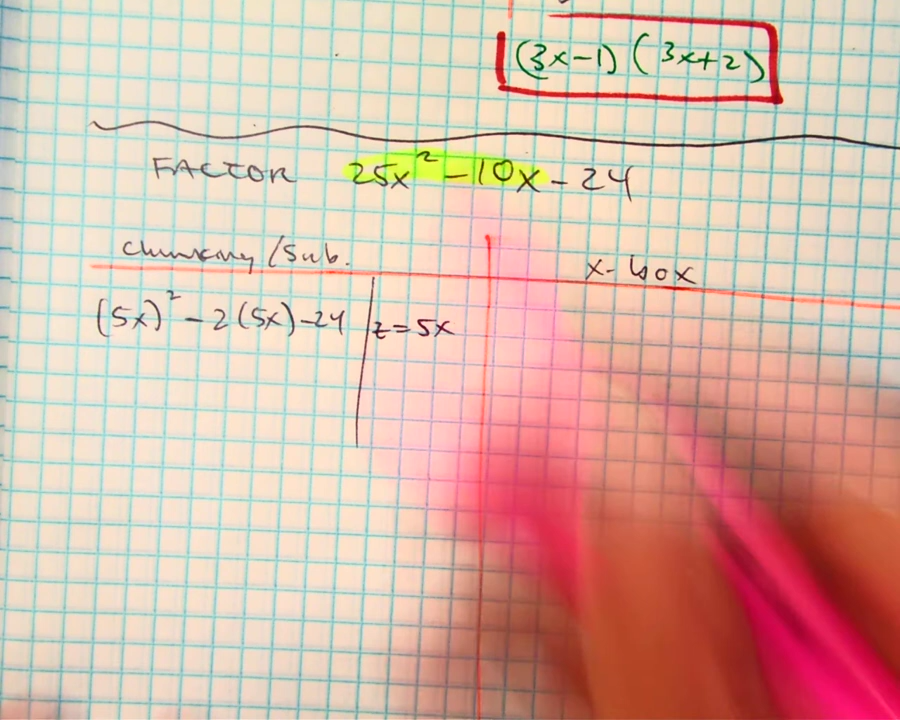 (3x-1) (3x+2)
FACTOR 25x² -10x - 24
chunking /Sub.
x-box
(5x)² - 2(5x)-24 z=5x